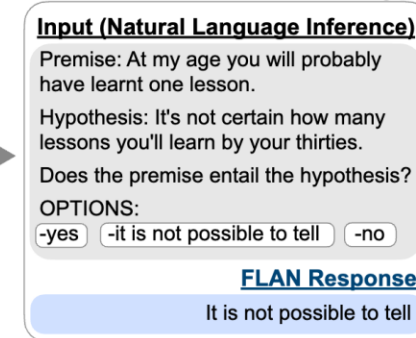 Input (Natural Language Inference)
Premise: At my age you will probably
have learnt one lesson.
Hypothesis: It's not certain how many
lessons you'll learn by your thirties.
Does the premise entail the hypothesis?
OPTIONS:
-yes -it is not possible to tell -no
FLAN Response
It is not possible to tell